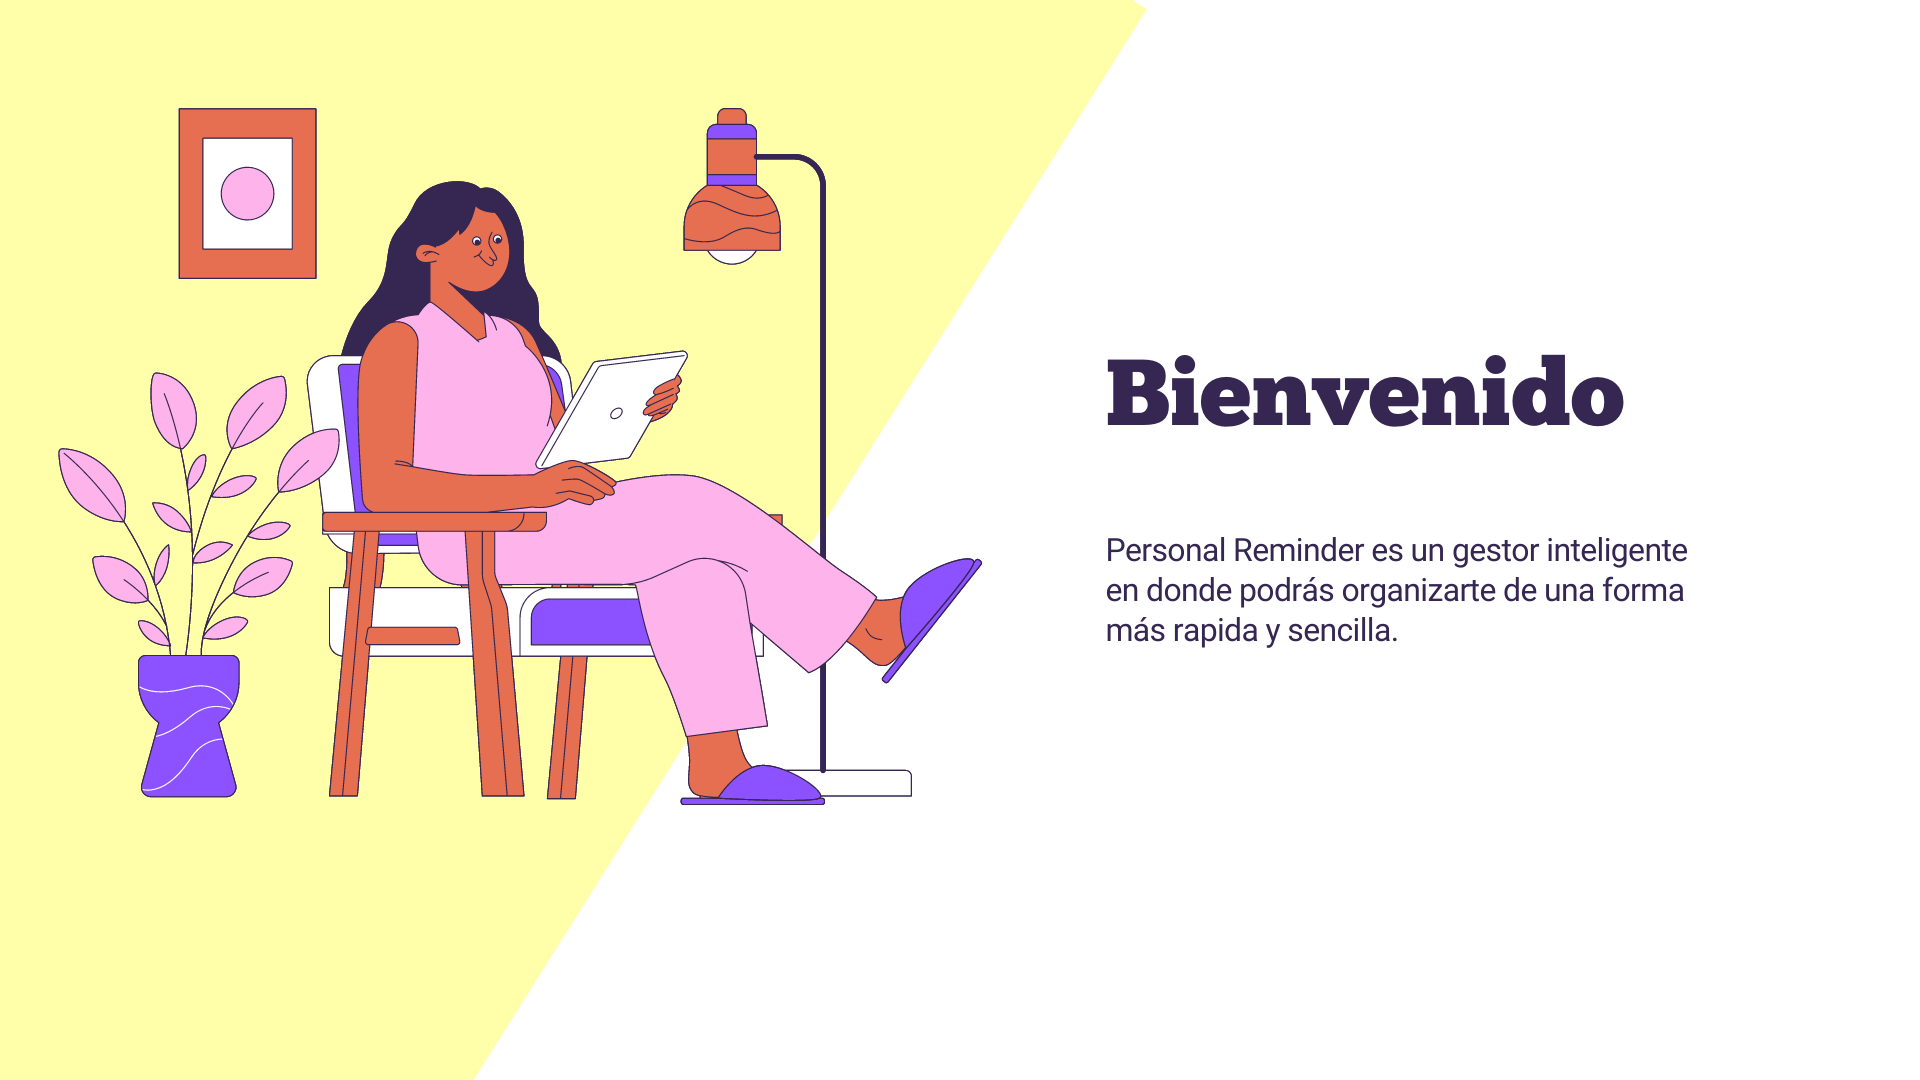 Bienvenido
Personal Reminder es un gestor inteligente
en donde podrás organizarte de una forma
más rapida y sencilla.